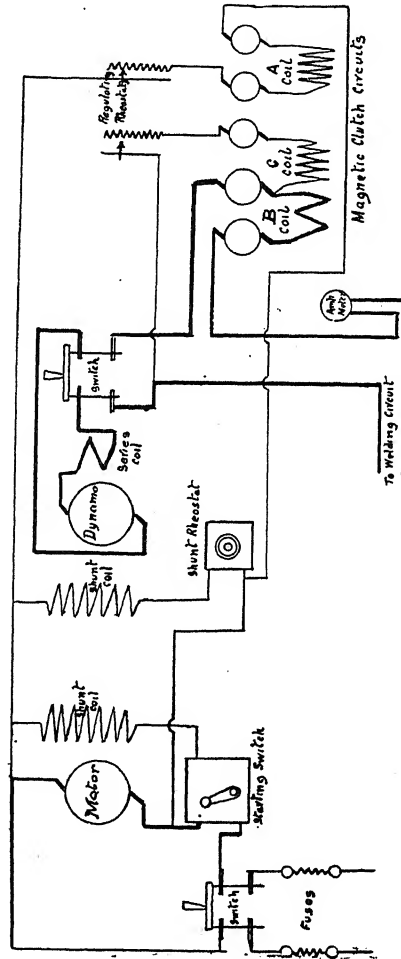 Regulating
Rheostats
A
Coil
C
Coil
B
Coil
Magnetic Clutch Circuits
Amp
Meter
Switch
Series
Coil
Dynamo
To Welding Circuit
Shunt
Coil
Shunt Rheostat
Shunt
Coil
Motor
Starting Switch
Switch
Fuses